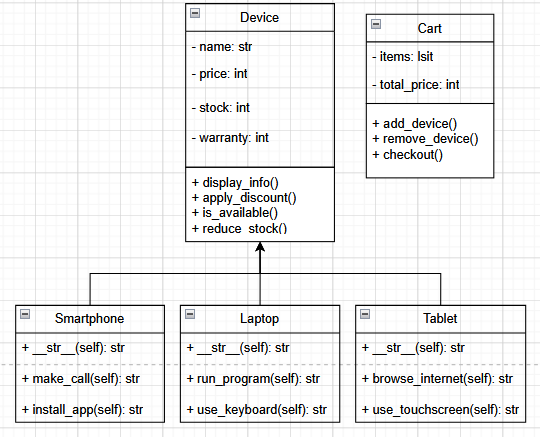 Device
- name: str
- price: int
- stock: int
- warranty: int
+ display_info()
+ apply_discount()
+ is_available()
+ reduce_stock()
Cart
- items: lsit
- total_price: int
+ add_device()
+ remove_device()
+ checkout()
Smartphone
+ __str__(self): str
+ make_call(self): str
+ install_app(self): str
Laptop
+ __str__(self): str
+ run_program(self): str
+ use_keyboard(self): str
Tablet
+ __str__(self): str
+ browse_internet(self): str
+ use_touchscreen(self): str